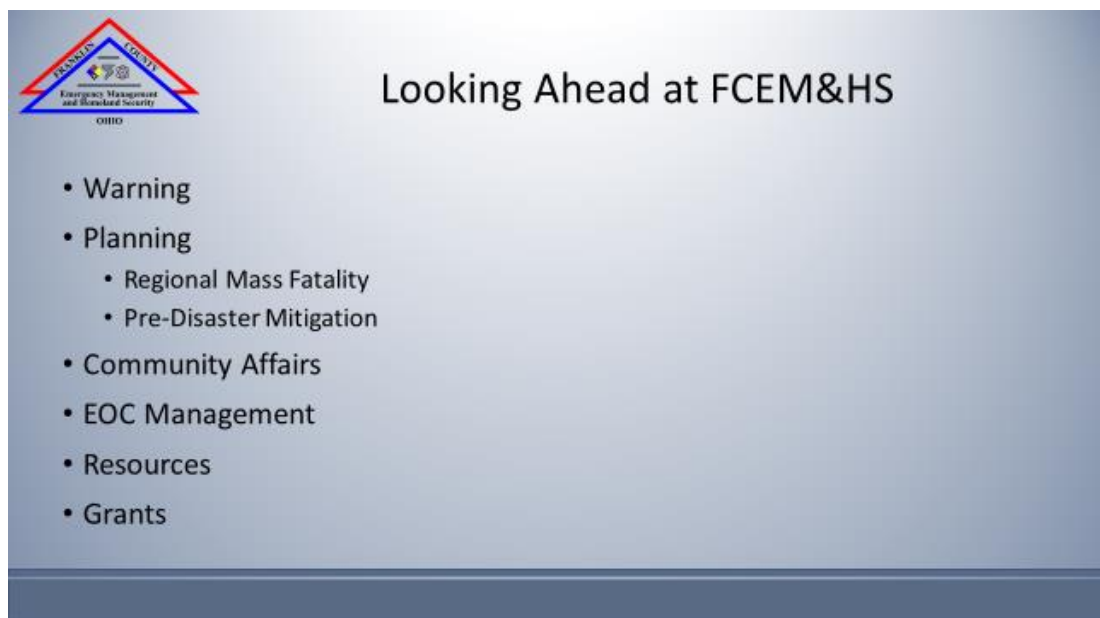 FRANKLIN COUNTY
Emergency Management
and Homeland Security
OHIO
Looking Ahead at FCEM&HS
• Warning
• Planning
• Regional Mass Fatality
• Pre-Disaster Mitigation
• Community Affairs
• EOC Management
• Resources
• Grants